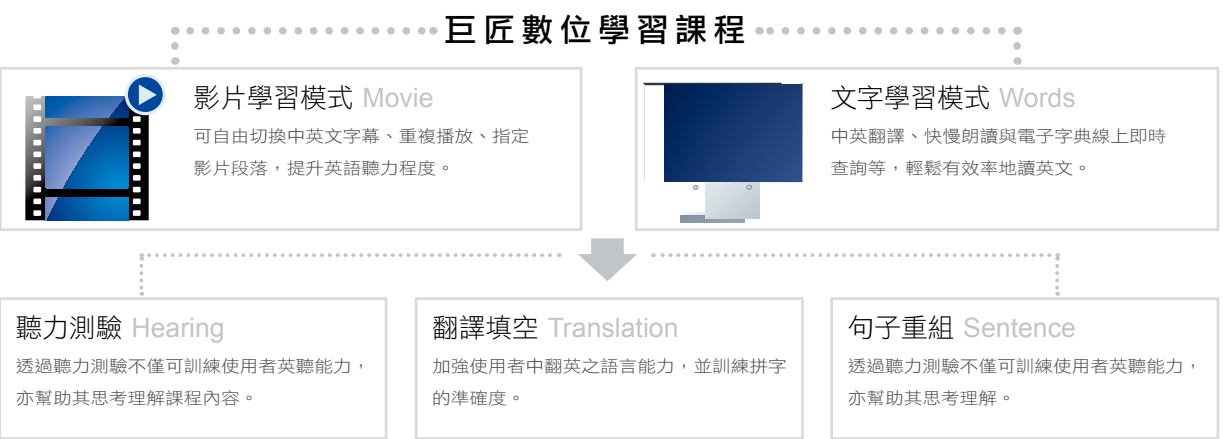 巨匠數位學習課程
影片學習模式 Movie
可自由切換中英文字幕、重複播放、指定
影片段落，提升英語聽力程度。
文字學習模式 Words
中英翻譯、快慢朗讀與電子字典線上即時
查詢等，輕鬆有效率地讀英文。
聽力測驗 Hearing
透過聽力測驗不僅可訓練使用者英聽能力，
亦幫助其思考理解課程內容。
翻譯填空 Translation
加強使用者中翻英之語言能力，並訓練拼字
的準確度。
句子重組 Sentence
透過聽力測驗不僅可訓練使用者英聽能力，
亦幫助其思考理解。